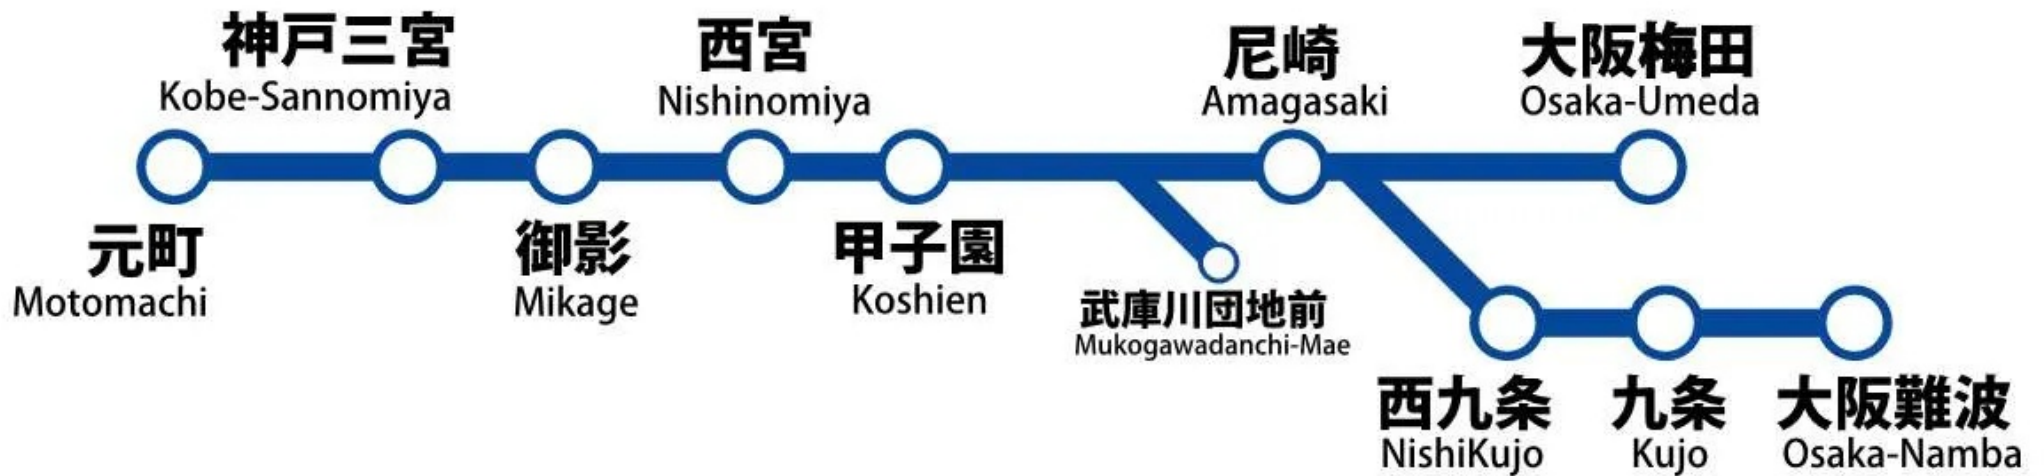 神戸三宮
Kobe-Sannomiya
西宮
Nishinomiya
尼崎
Amagasaki
大阪梅田
Osaka-Umeda
元町
Motomachi
御影
Mikage
甲子園
Koshien
武庫川団地前
Mukogawadanchi-Mae
西九条
NishiKujo
九条
Kujo
大阪難波
Osaka-Namba